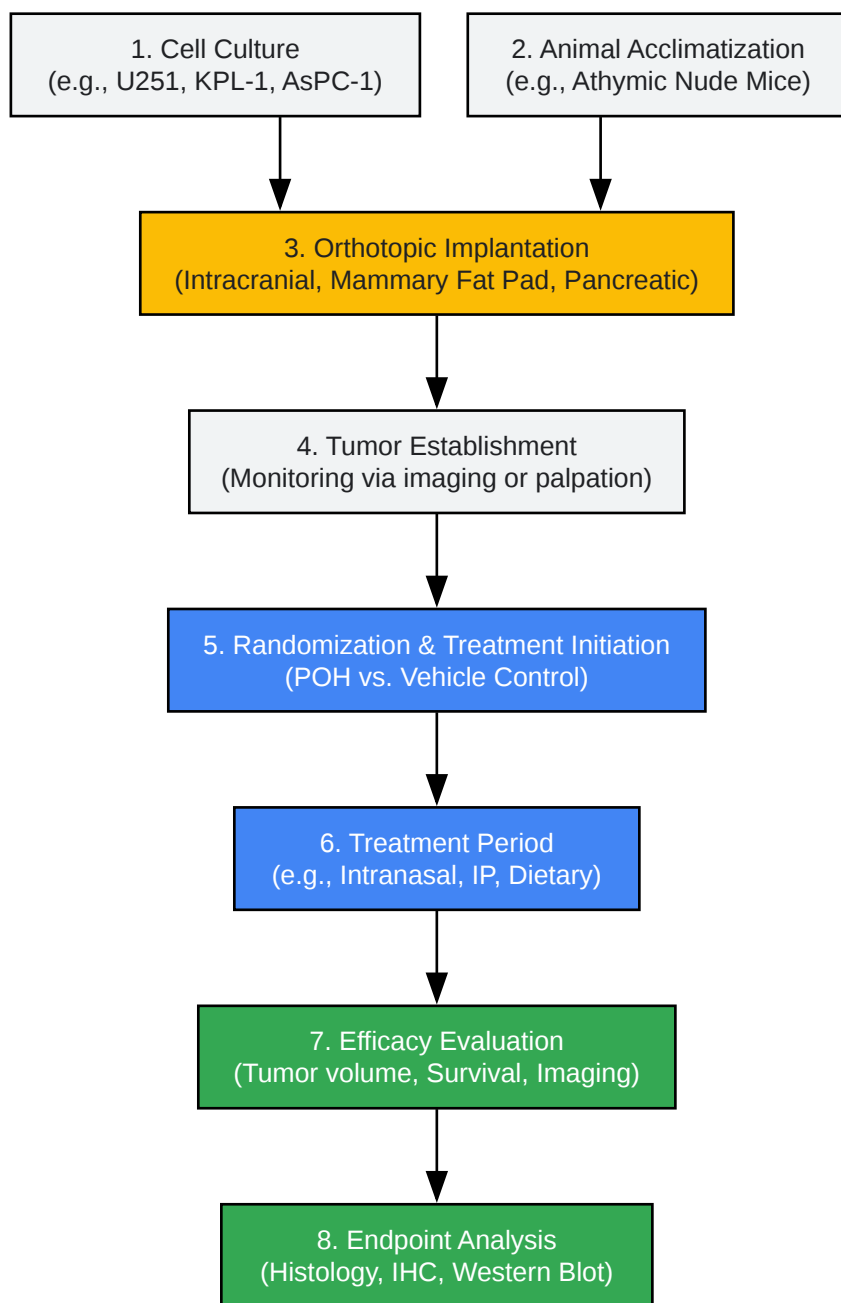 1. Cell Culture
(e.g., U251, KPL-1, AsPC-1)
2. Animal Acclimatization
(e.g., Athymic Nude Mice)
3. Orthotopic Implantation
(Intracranial, Mammary Fat Pad, Pancreatic)
4. Tumor Establishment
(Monitoring via imaging or palpation)
5. Randomization & Treatment Initiation
(POH vs. Vehicle Control)
6. Treatment Period
(e.g., Intranasal, IP, Dietary)
7. Efficacy Evaluation
(Tumor volume, Survival, Imaging)
8. Endpoint Analysis
(Histology, IHC, Western Blot)